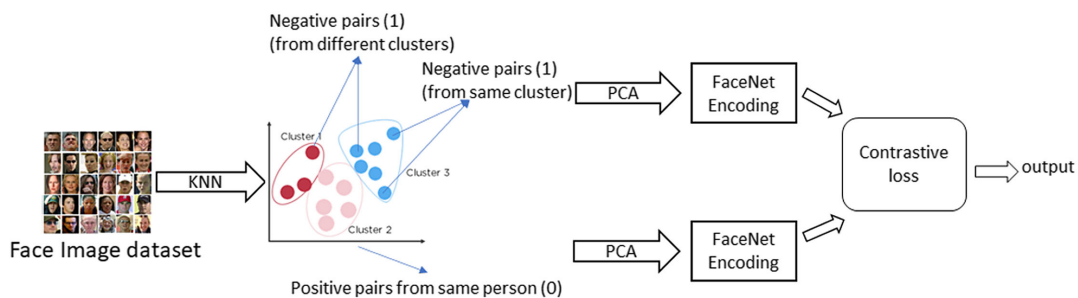 Negative pairs (1)
(from different clusters)
Negative pairs (1)
(from same cluster)
PCA
FaceNet
Encoding
Cluster 1
KNN
Cluster 3
Cluster 2
Face Image dataset
Positive pairs from same person (0)
PCA
FaceNet
Encoding
Contrastive
loss
output